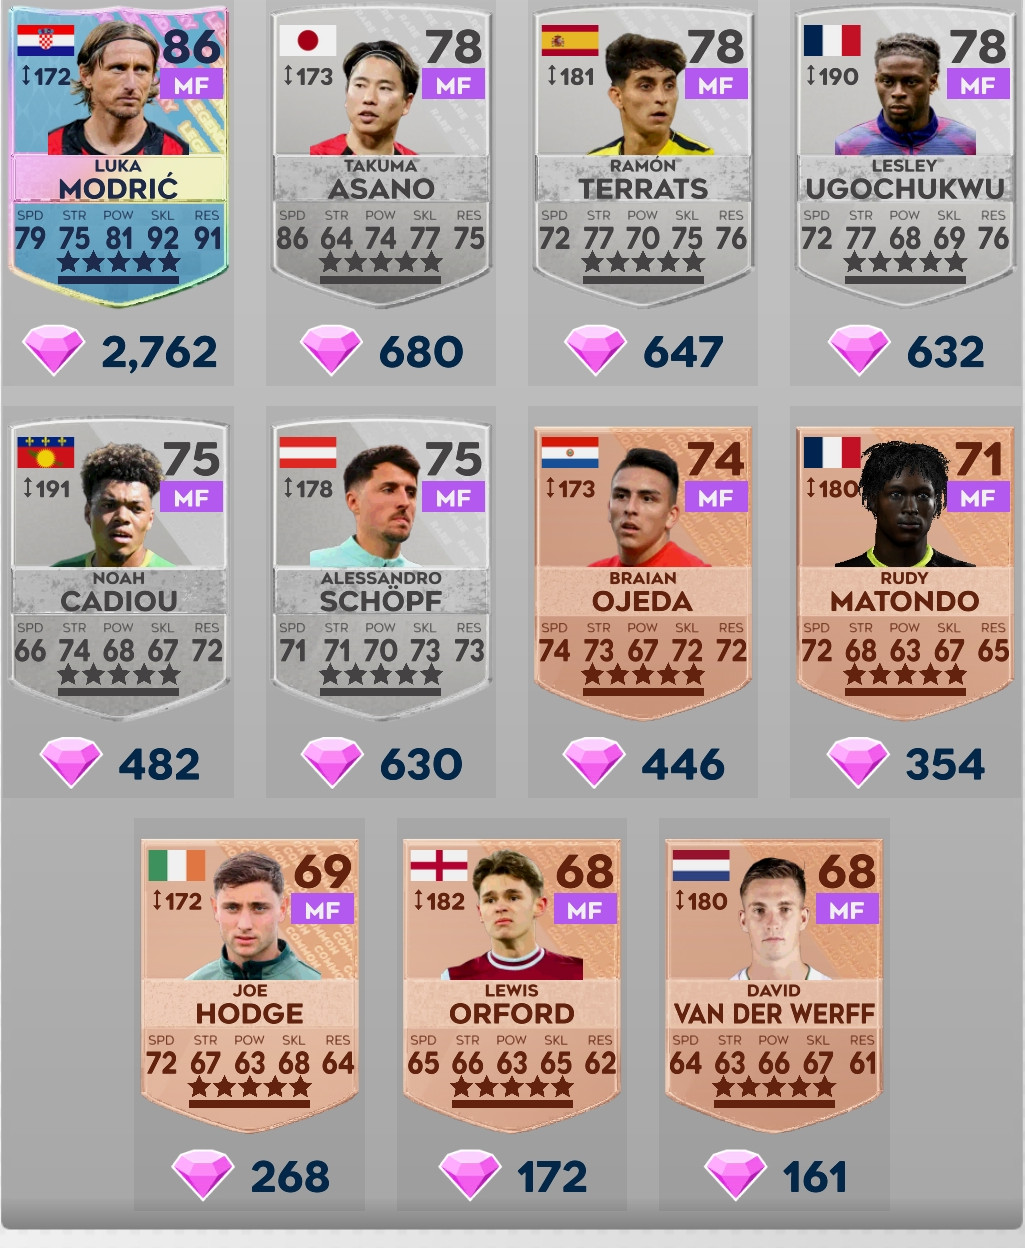 86
172
MF
LUKA
MODRIĆ
SPD STR POW SKL RES
79 75 81 92 91
2,762
78
173
MF
TAKUMA
ASANO
SPD STR POW SKL RES
86 64 74 77 75
680
78
181
MF
RAMÓN
TERRATS
SPD STR POW SKL RES
72 77 70 75 76
647
78
190
MF
LESLEY
UGOCHUKWU
SPD STR POW SKL RES
72 77 68 69 76
632
75
191
MF
NOAH
CADIOU
SPD STR POW SKL RES
66 74 68 67 72
482
75
178
MF
ALESSANDRO
SCHÖPF
SPD STR POW SKL RES
71 71 70 73 73
630
74
173
MF
BRAIAN
OJEDA
SPD STR POW SKL RES
74 73 67 72 72
446
71
180
MF
RUDY
MATONDO
SPD STR POW SKL RES
72 68 63 67 65
354
69
172
MF
JOE
HODGE
SPD STR POW SKL RES
72 67 63 68 64
268
68
182
MF
LEWIS
ORFORD
SPD STR POW SKL RES
65 66 63 65 62
172
68
180
MF
DAVID
VAN DER WERFF
SPD STR POW SKL RES
64 63 66 67 61
161